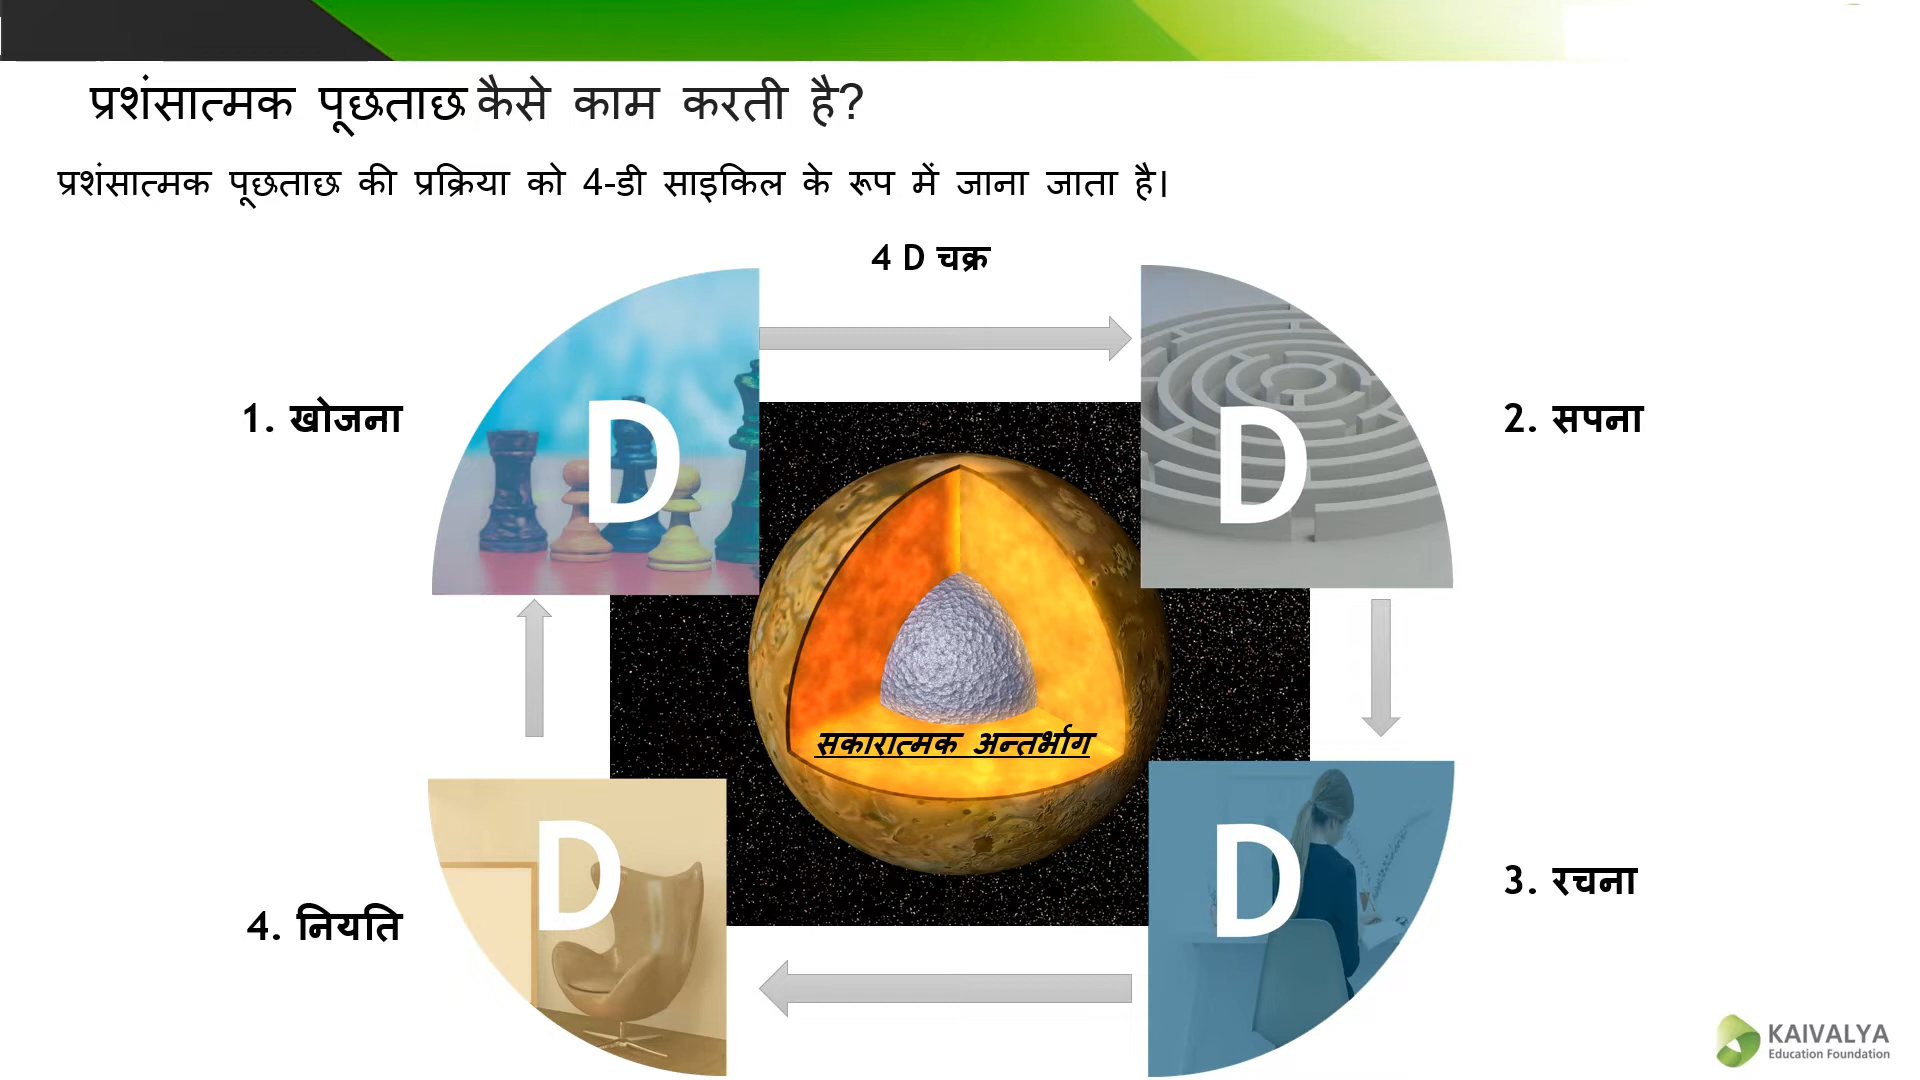 प्रशंसात्मक पूछताछ कैसे काम करती है?
प्रशंसात्मक पूछताछ की प्रक्रिया को 4-डी साइकिल के रूप में जाना जाता है।
4 D चक्र
1. खोजना
D
D
2. सपना
सकारात्मक अन्तर्भाग
4. नियति
D
D
3. रचना
KAIVALYA
Education Foundation